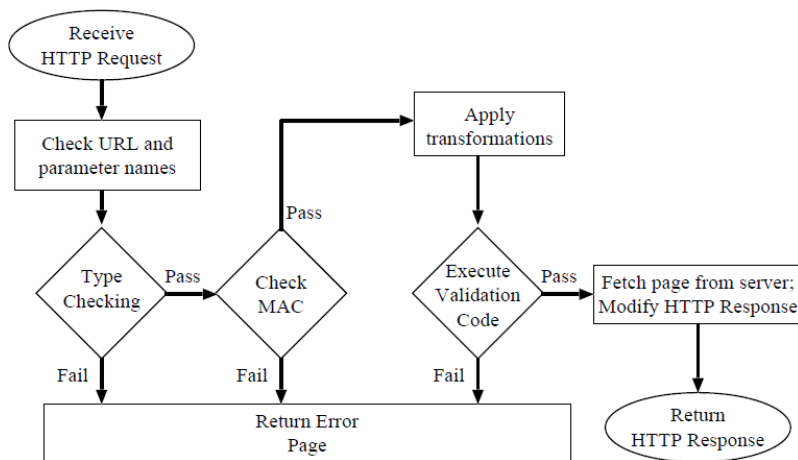 Receive
HTTP Request
Check URL and
parameter names
Type
Checking
Pass
Fail
Check
MAC
Pass
Fail
Apply
transformations
Execute
Validation
Code
Pass
Fail
Fetch page from server;
Modify HTTP Response
Return Error
Page
Return
HTTP Response